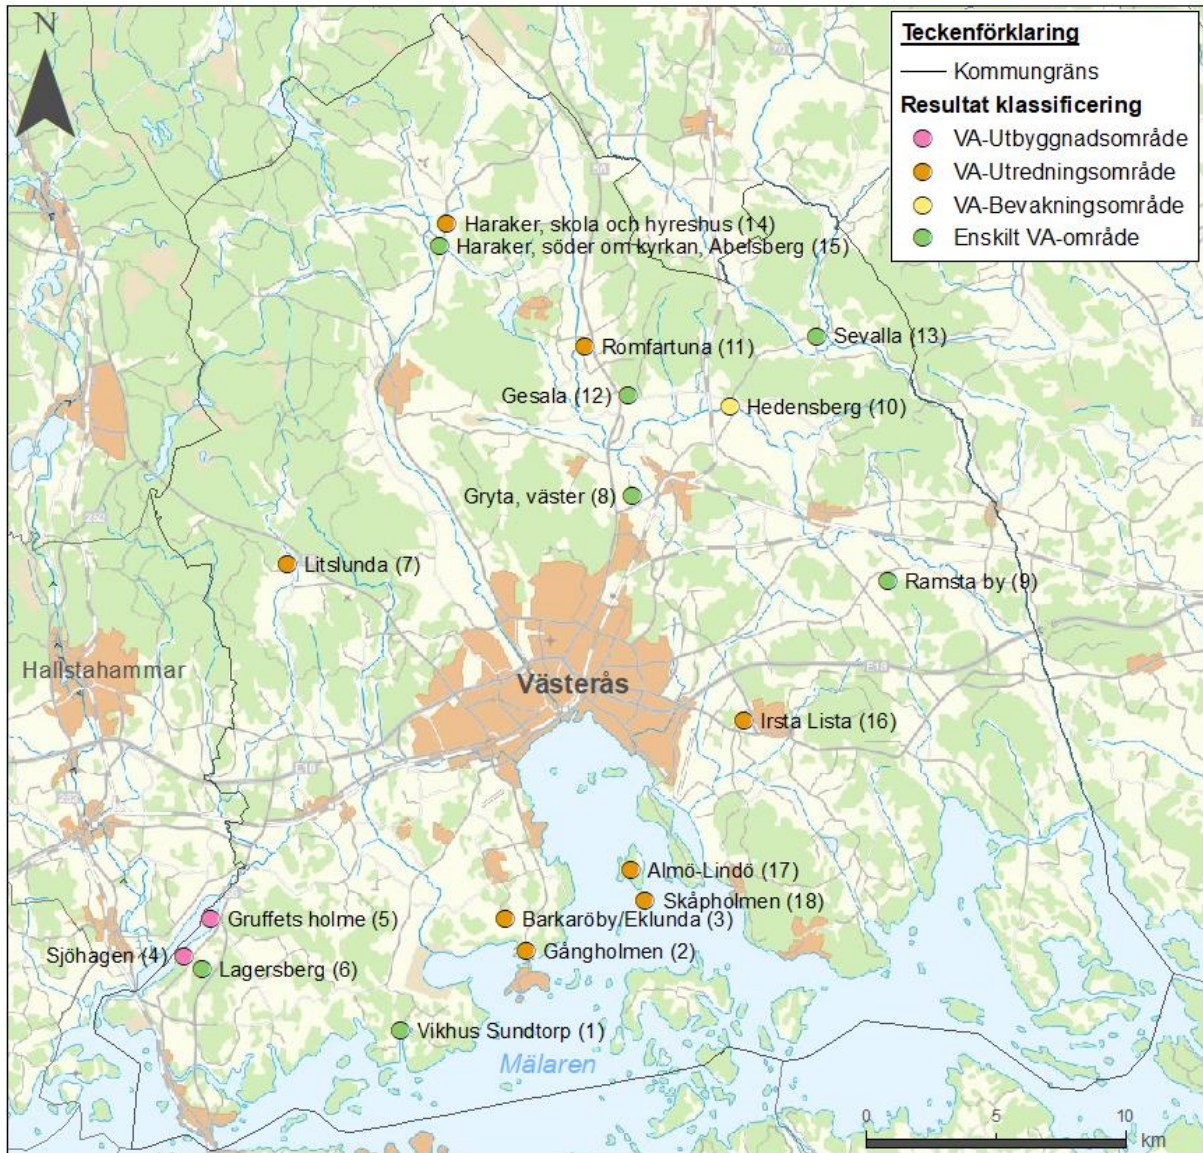 N
Teckenförklaring
Kommungräns
Resultat klassificering
VA-Utbyggnadsområde
VA-Utredningsområde
VA-Bevakningsområde
Enskilt VA-område
Haraker, skola och hyreshus (14)
Haraker, söder om kyrkan, Abelsberg (15)
Sevalla (13)
Romfartuna (11)
Gesala (12)
Hedensberg (10)
Gryta, väster (8)
Litslunda (7)
Ramsta by (9)
Hallstahammar
E18
Västerås
Irsta Lista (16)
Almö-Lindö (17)
Skåpholmen (18)
Gruffets holme (5)
Barkaröby/Eklunda (3)
Sjöhagen (4)
Gångholmen (2)
Lagersberg (6)
Vikhus Sundtorp (1)
Mälaren
0 5 10
km